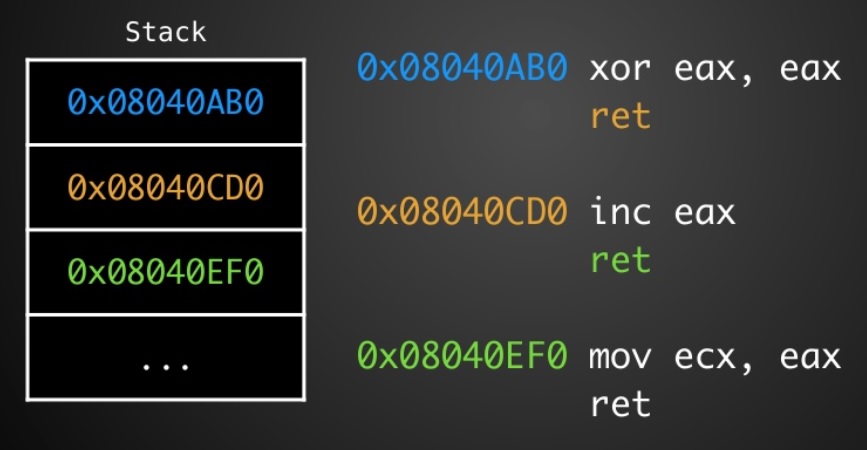 Stack
0x08040AB0
0x08040CD0
0x08040EF0
...
0x08040AB0 xor eax, eax
ret
0x08040CD0 inc eax
ret
0x08040EF0 mov ecx, eax
ret